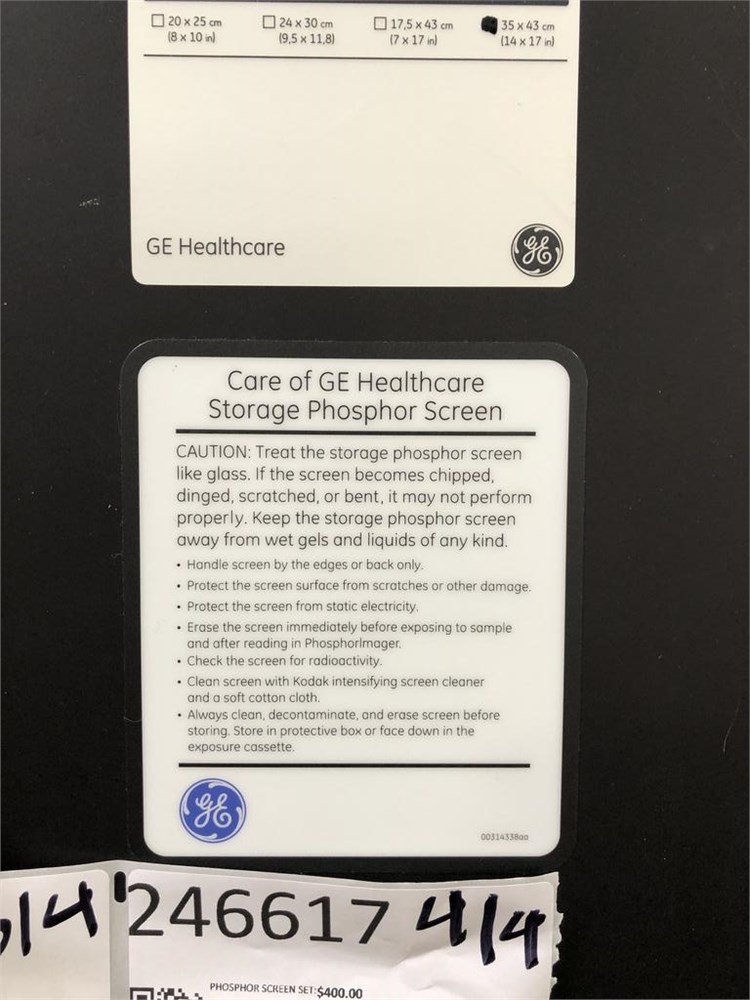 20 x 25 cm 24 x 30 cm 17,5 x 43 cm 35 x 43 cm
(8 x 10 in) (9,5 x 11,8) (7 x 17 in) (14 x 17 in)
GE Healthcare
GE
Care of GE Healthcare
Storage Phosphor Screen
CAUTION: Treat the storage phosphor screen
like glass. If the screen becomes chipped,
dinged, scratched, or bent, it may not perform
properly. Keep the storage phosphor screen
away from wet gels and liquids of any kind.
• Handle screen by the edges or back only.
• Protect the screen surface from scratches or other damage.
• Protect the screen from static electricity.
• Erase the screen immediately before exposing to sample
and after reading in PhosphorImager.
• Check the screen for radioactivity.
• Clean screen with Kodak intensifying screen cleaner
and a soft cotton cloth.
• Always clean, decontaminate, and erase screen before
storing. Store in protective box or face down in the
exposure cassette.
GE
00314338aa
/4 246617 4/4
PHOSPHOR SCREEN SET:$400.00